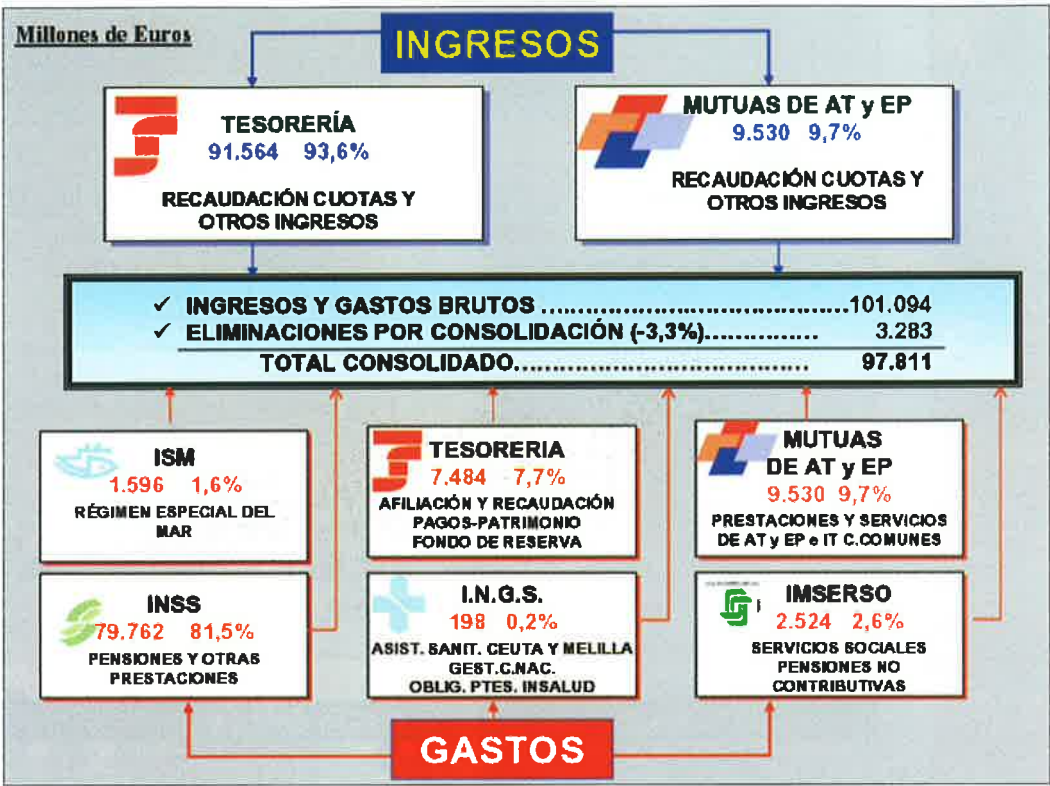 Millones de Euros
INGRESOS
TESORERÍA
91.564 93,6%
RECAUDACIÓN CUOTAS Y
OTROS INGRESOS
MUTUAS DE AT y EP
9.530 9,7%
RECAUDACIÓN CUOTAS Y
OTROS INGRESOS
✓ INGRESOS Y GASTOS BRUTOS ............................................101.094
✓ ELIMINACIONES POR CONSOLIDACIÓN (-3,3%)............... 3.283
TOTAL CONSOLIDADO...................................... 97.811
ISM
1.596 1,6%
RÉGIMEN ESPECIAL DEL
MAR
TESORERIA
7.484 7,7%
AFILIACIÓN Y RECAUDACIÓN
PAGOS-PATRIMONIO
FONDO DE RESERVA
MUTUAS
DE AT y EP
9.530 9,7%
PRESTACIONES Y SERVICIOS
DE AT y EP e IT C.COMUNES
INSS
79.762 81,5%
PENSIONES Y OTRAS
PRESTACIONES
I.N.G.S.
198 0,2%
ASIST. SANIT. CEUTA Y MELILLA
GEST.C.NAC.
OBLIG. PTES. INSALUD
IMSERSO
2.524 2,6%
SERVICIOS SOCIALES
PENSIONES NO
CONTRIBUTIVAS
GASTOS